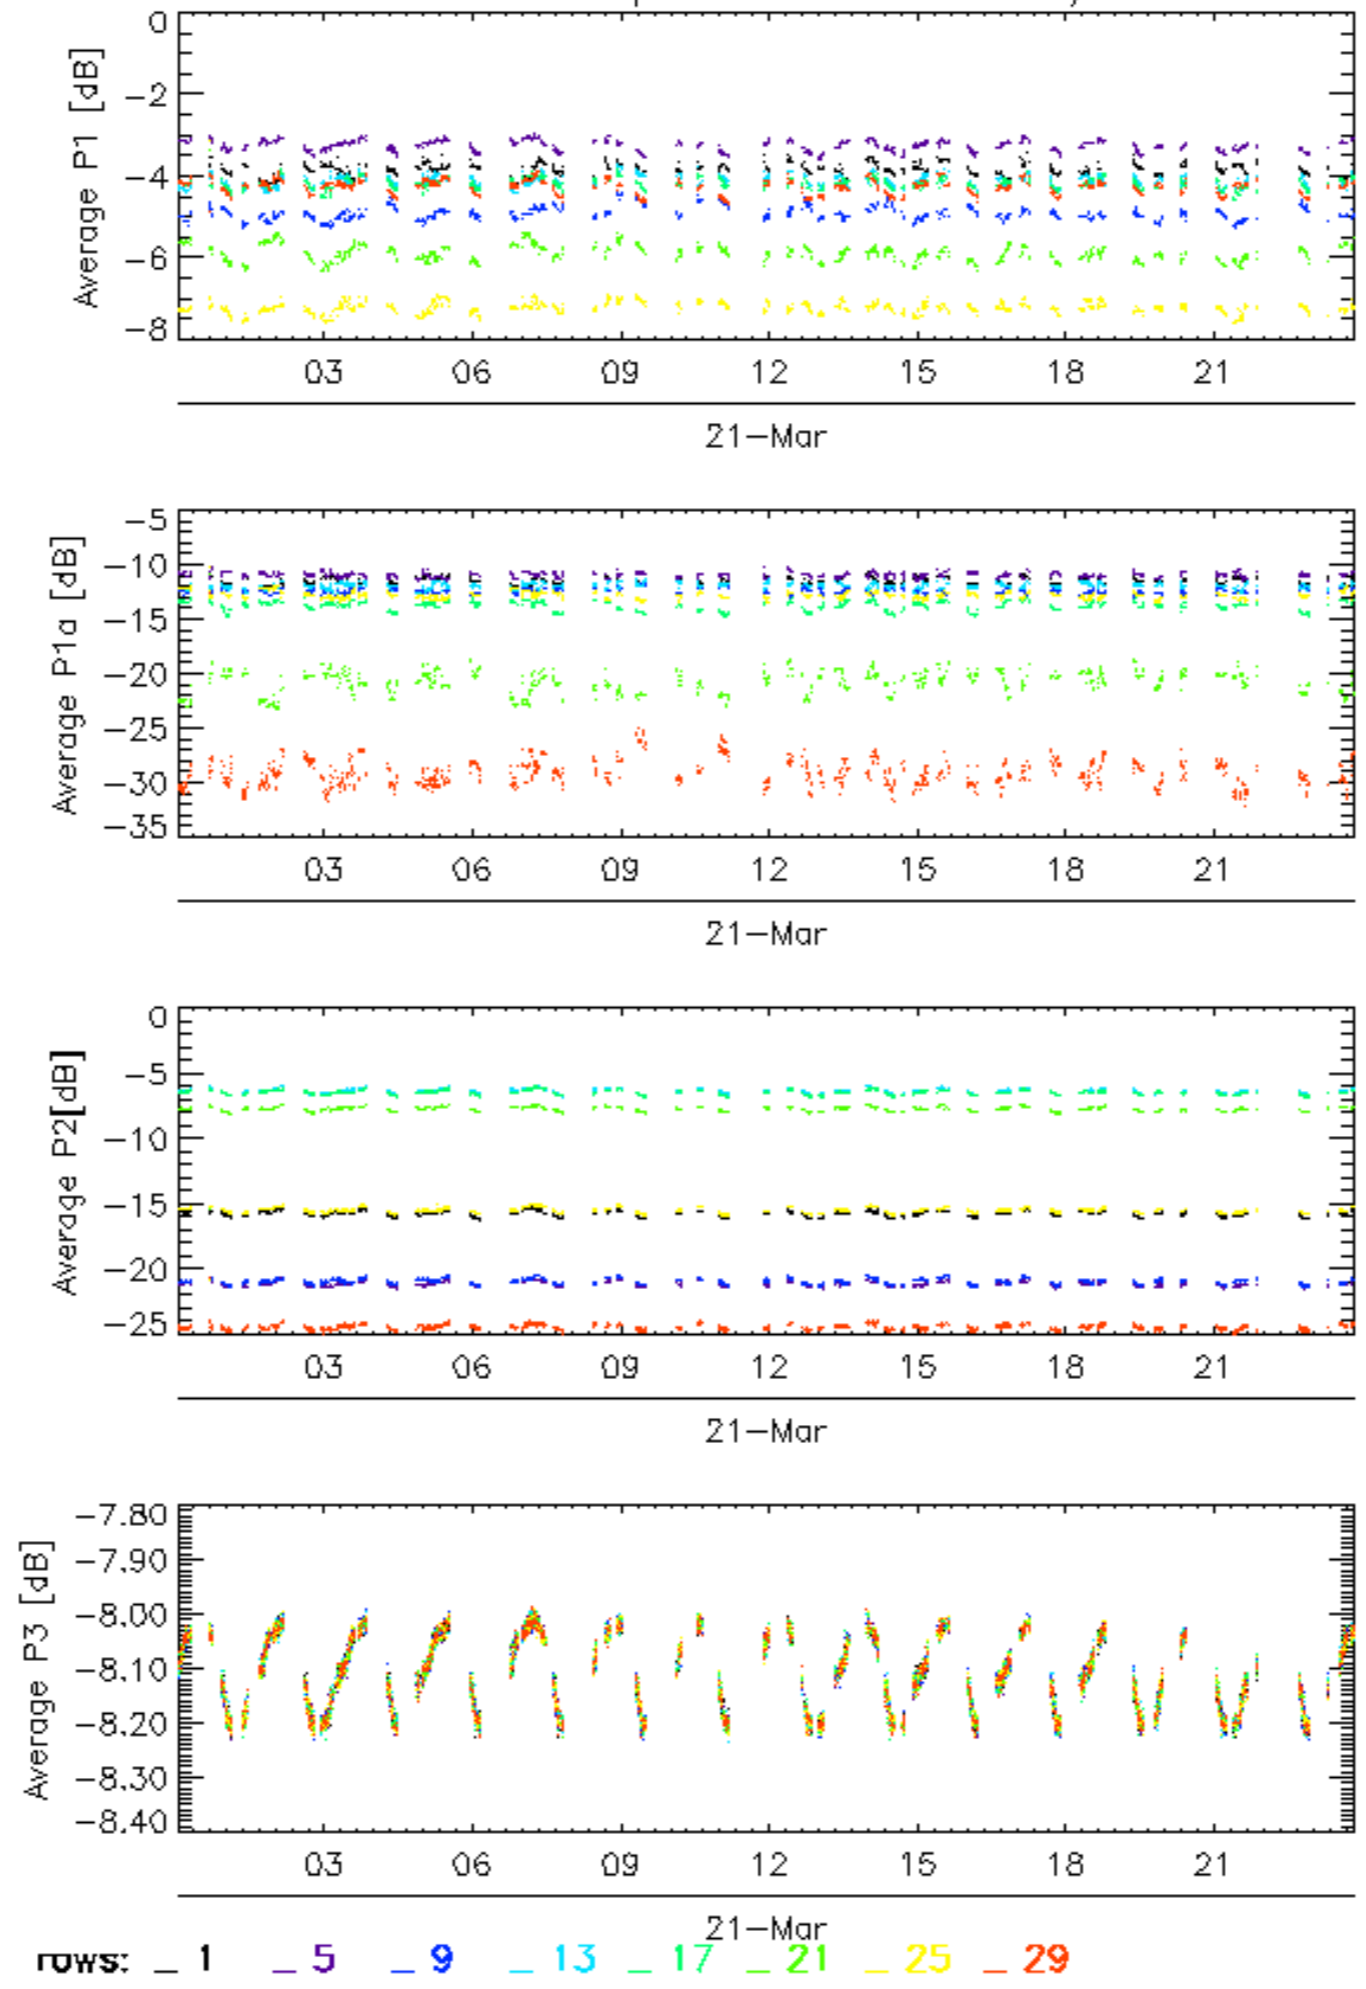 0
-2
-4
-6
-8
Average P1 [dB]
03 06 09 12 15 18 21
21-Mar
-5
-10
-15
-20
-25
-30
-35
Average P1a [dB]
03 06 09 12 15 18 21
21-Mar
0
-5
-10
-15
-20
-25
Average P2[dB]
03 06 09 12 15 18 21
21-Mar
-7.80
-7.90
-8.00
-8.10
-8.20
-8.30
-8.40
Average P3 [dB]
03 06 09 12 15 18 21
21-Mar
rows: _ 1 _ 5 _ 9 _ 13 _ 17 _ 21 _ 25 _ 29